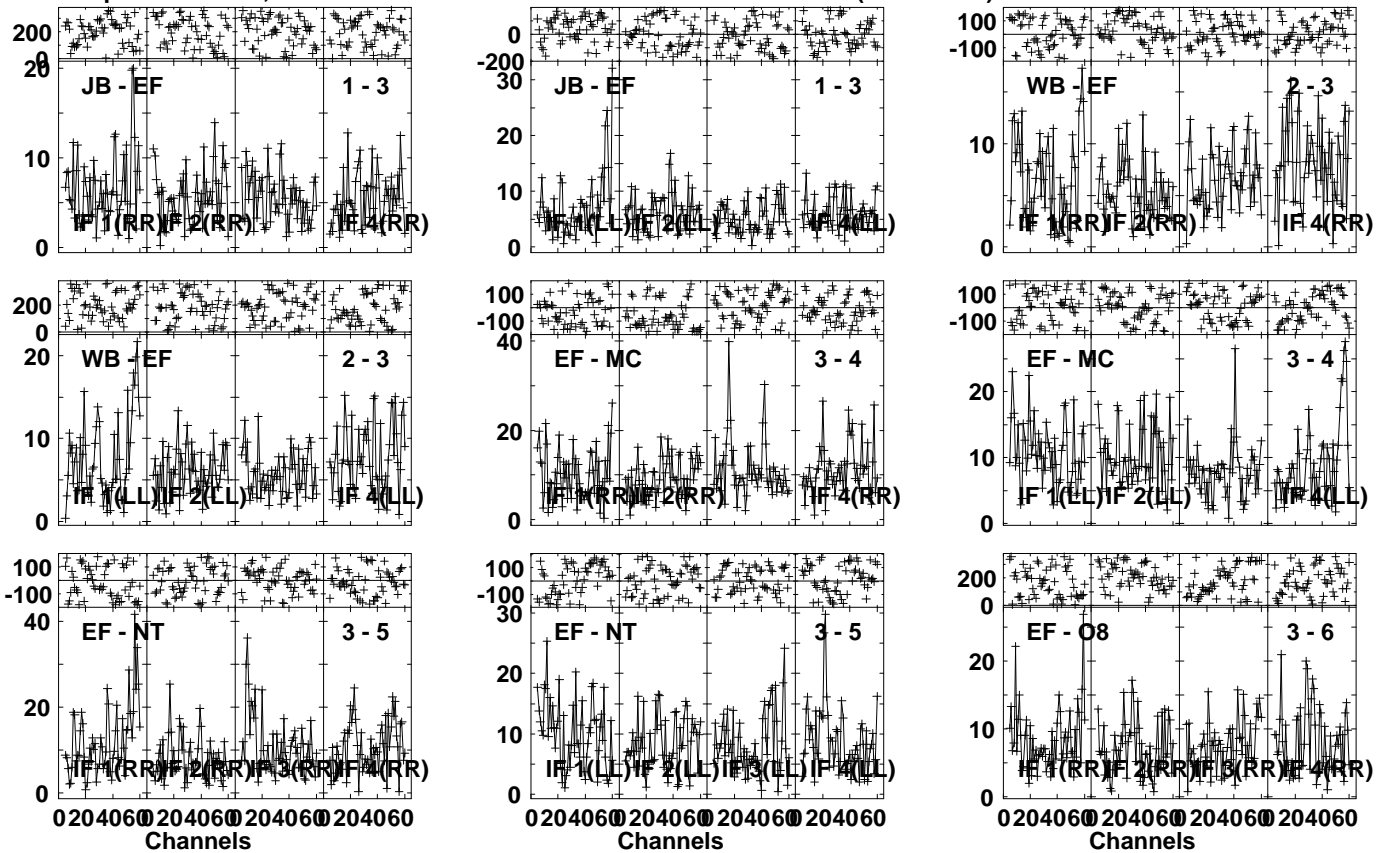 200
0
20
10
0
JB - EF
1 - 3
IF 1(RR)
IF 2(RR)
IF 4(RR)
0
-200
30
20
10
0
JB - EF
1 - 3
IF 1(LL)
IF 2(LL)
IF 4(LL)
100
-100
10
0
WB - EF
2 - 3
IF 1(RR)
IF 2(RR)
IF 4(RR)
200
0
20
10
0
WB - EF
2 - 3
IF 1(LL)
IF 2(LL)
IF 4(LL)
100
-100
40
20
0
EF - MC
3 - 4
IF 1(RR)
IF 2(RR)
IF 4(RR)
100
-100
30
20
10
0
EF - MC
3 - 4
IF 1(LL)
IF 2(LL)
IF 4(LL)
100
-100
40
20
0
EF - NT
3 - 5
IF 1(RR)
IF 2(RR)
IF 3(RR)
IF 4(RR)
0 20 40 60 0 20 40 60 0 20 40 60 0 20 40 60
Channels
100
-100
30
20
10
0
EF - NT
3 - 5
IF 1(LL)
IF 2(LL)
IF 3(LL)
IF 4(LL)
0 20 40 60 0 20 40 60 0 20 40 60 0 20 40 60
Channels
200
0
20
10
0
EF - O8
3 - 6
IF 1(RR)
IF 2(RR)
IF 3(RR)
IF 4(RR)
0 20 40 60 0 20 40 60 0 20 40 60 0 20 40 60
Channels